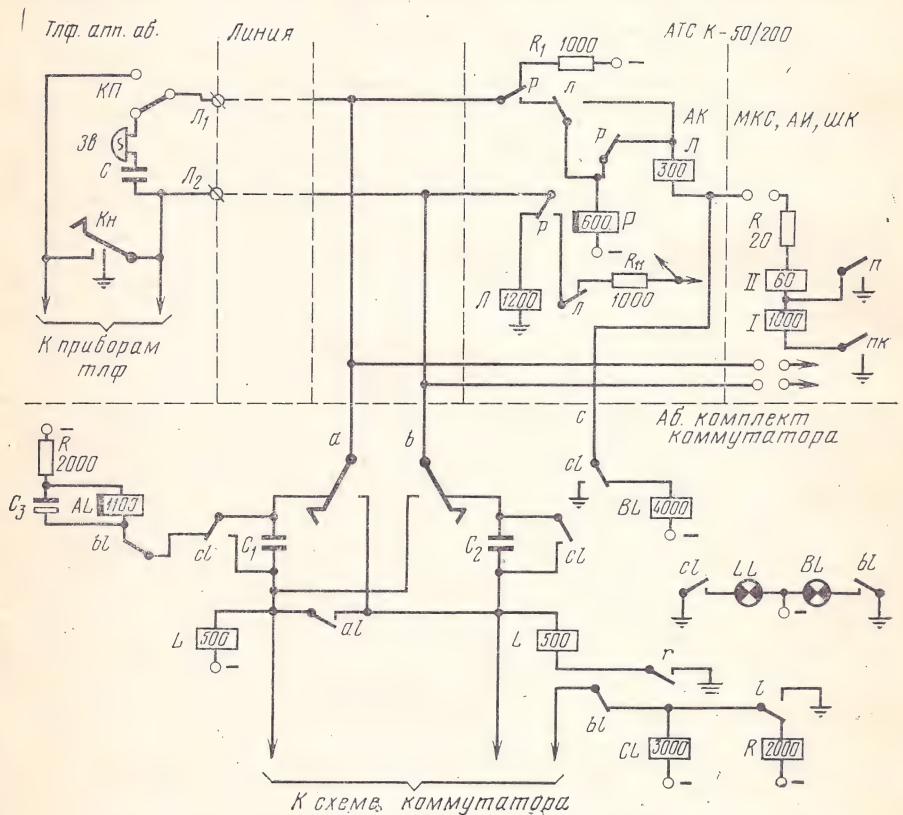 Тлф. апп. аб.
Линия
АТС К-50/200
R₁ 1000
КП
р
л
АК
МКС, АИ, ШК
Л₁
Зв
S
С
р
Л
300
Л₂
Кн
р
600
Р
R
20
Rн
1000
II
60
п
Л
1200
л
I
1000
пк
К приборам
тлф
a
b
c
Аб. комплект
коммутатора
R
2000
C₃
AL
1100
bl
cl
C₁
C₂
cl
cl
BL
4000
cl
LL
BL
bl
L
500
al
L
500
r
bl
l
CL
3000
R
2000
К схеме коммутатора